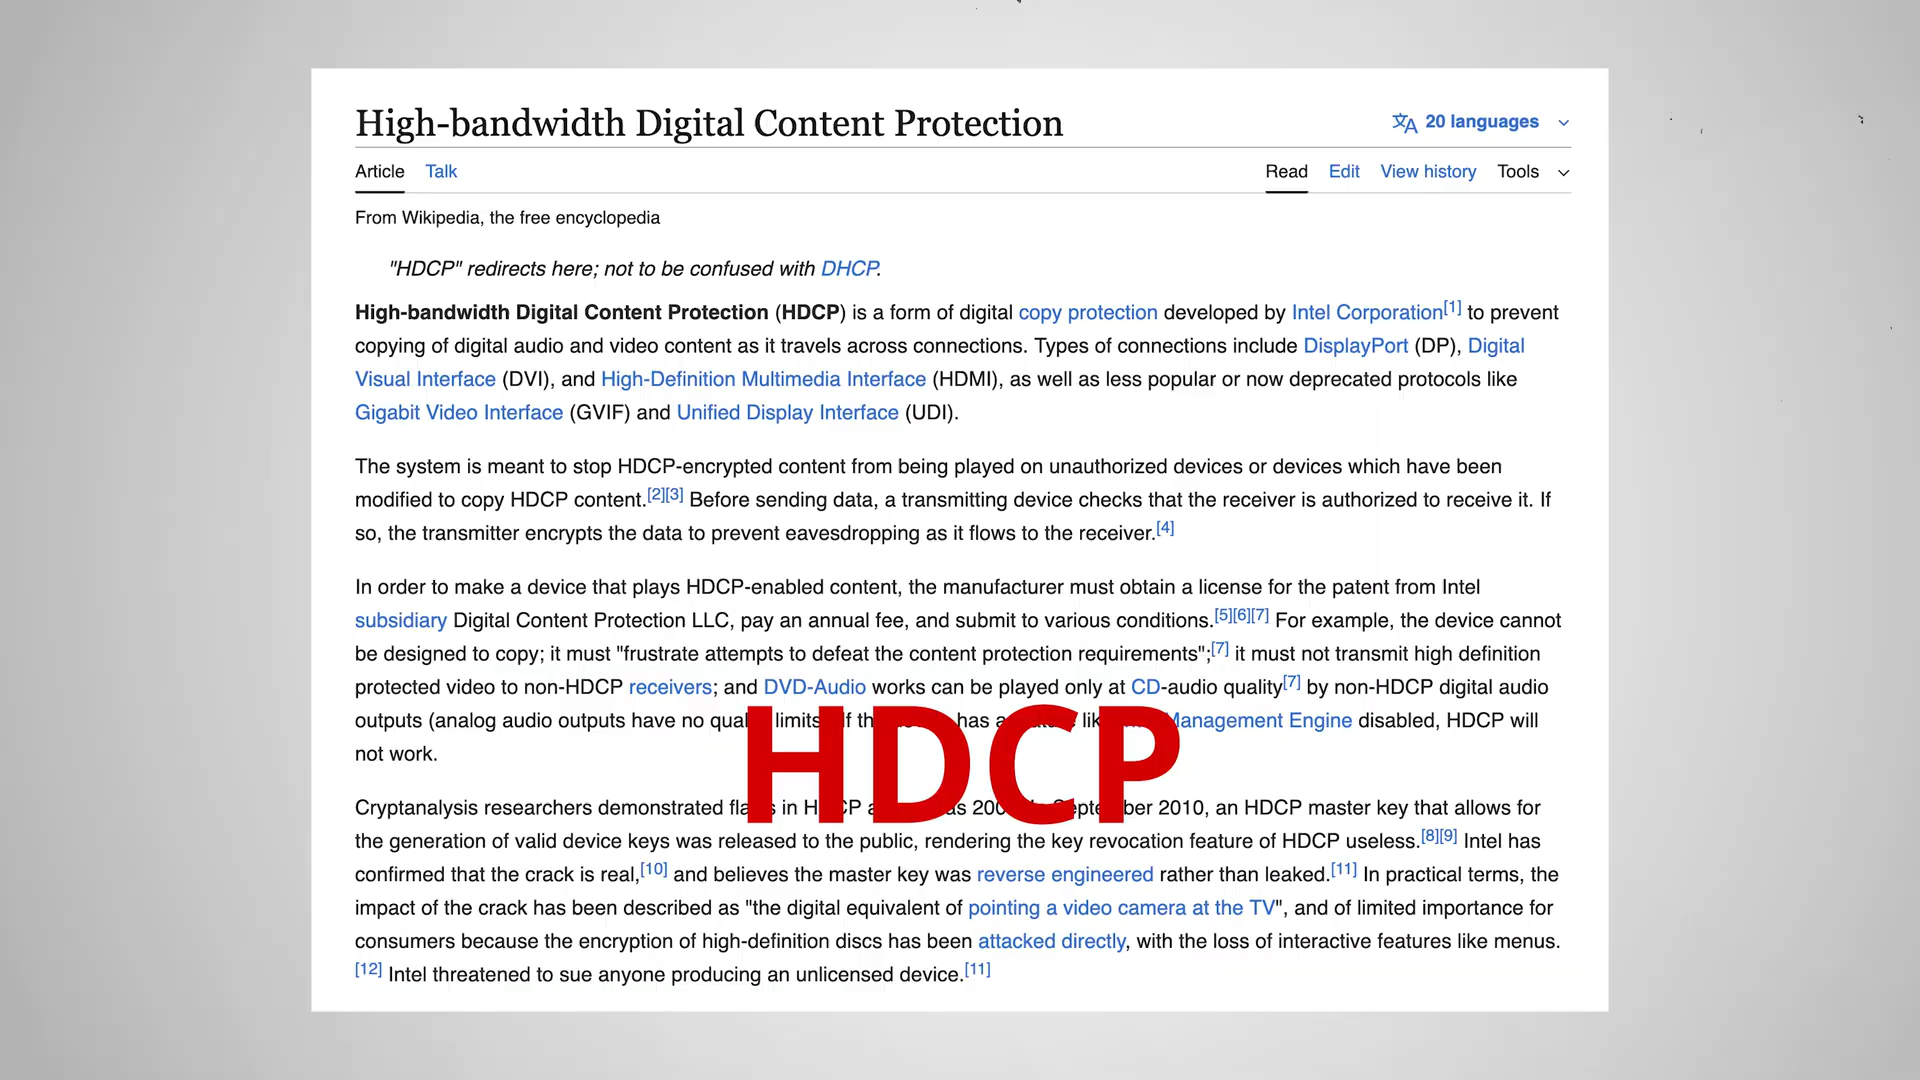 High-bandwidth Digital Content Protection
20 languages
Article Talk Read Edit View history Tools
From Wikipedia, the free encyclopedia
"HDCP" redirects here; not to be confused with DHCP.
High-bandwidth Digital Content Protection (HDCP) is a form of digital copy protection developed by Intel Corporation[1] to prevent
copying of digital audio and video content as it travels across connections. Types of connections include DisplayPort (DP), Digital
Visual Interface (DVI), and High-Definition Multimedia Interface (HDMI), as well as less popular or now deprecated protocols like
Gigabit Video Interface (GVIF) and Unified Display Interface (UDI).
The system is meant to stop HDCP-encrypted content from being played on unauthorized devices or devices which have been
modified to copy HDCP content.[2][3] Before sending data, a transmitting device checks that the receiver is authorized to receive it. If
so, the transmitter encrypts the data to prevent eavesdropping as it flows to the receiver.[4]
In order to make a device that plays HDCP-enabled content, the manufacturer must obtain a license for the patent from Intel
subsidiary Digital Content Protection LLC, pay an annual fee, and submit to various conditions.[5][6][7] For example, the device cannot
be designed to copy; it must "frustrate attempts to defeat the content protection requirements";[7] it must not transmit high definition
protected video to non-HDCP receivers; and DVD-Audio works can be played only at CD-audio quality[7] by non-HDCP digital audio
outputs (analog audio outputs have no limits has Management Engine disabled, HDCP will
not work.
HDCP
Cryptanalysis researchers demonstrated in 2010, an HDCP master key that allows for
the generation of valid device keys was released to the public, rendering the key revocation feature of HDCP useless.[8][9] Intel has
confirmed that the crack is real,[10] and believes the master key was reverse engineered rather than leaked.[11] In practical terms, the
impact of the crack has been described as "the digital equivalent of pointing a video camera at the TV", and of limited importance for
consumers because the encryption of high-definition discs has been attacked directly, with the loss of interactive features like menus.
[12] Intel threatened to sue anyone producing an unlicensed device.[11]